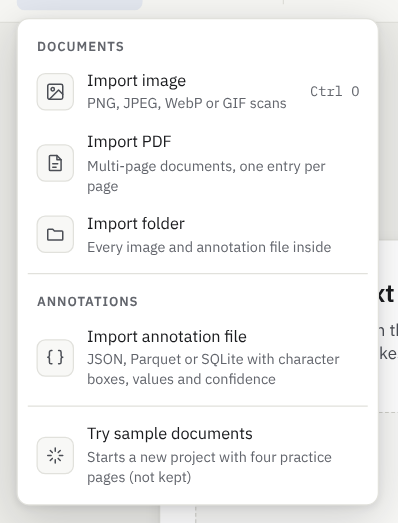 DOCUMENTS
Import image
PNG, JPEG, WebP or GIF scans
Ctrl O
Import PDF
Multi-page documents, one entry per
page
Import folder
Every image and annotation file inside
ANNOTATIONS
Import annotation file
JSON, Parquet or SQLite with character
boxes, values and confidence
Try sample documents
Starts a new project with four practice
pages (not kept)